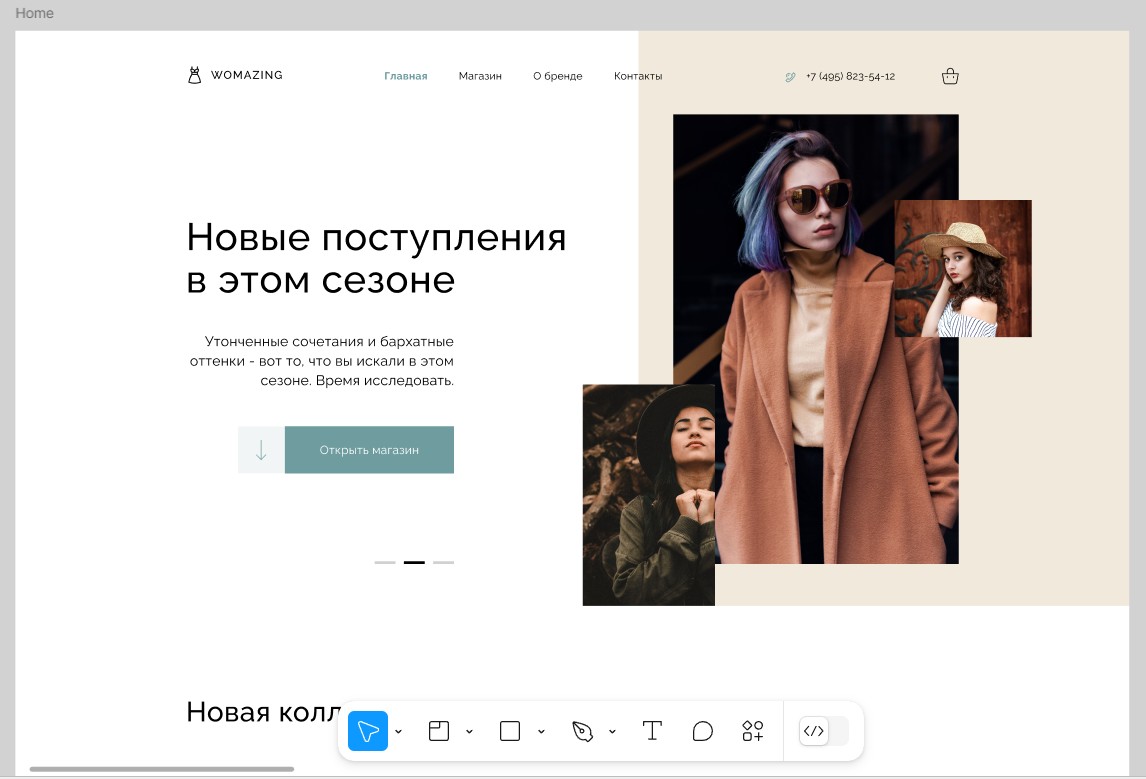 Home
WOMAZING
Главная
Магазин
О бренде
Контакты
+7 (495) 823-54-12
Новые поступления
в этом сезоне
Утонченные сочетания и бархатные
оттенки - вот то, что вы искали в этом
сезоне. Время исследовать.
Открыть магазин
Новая колл